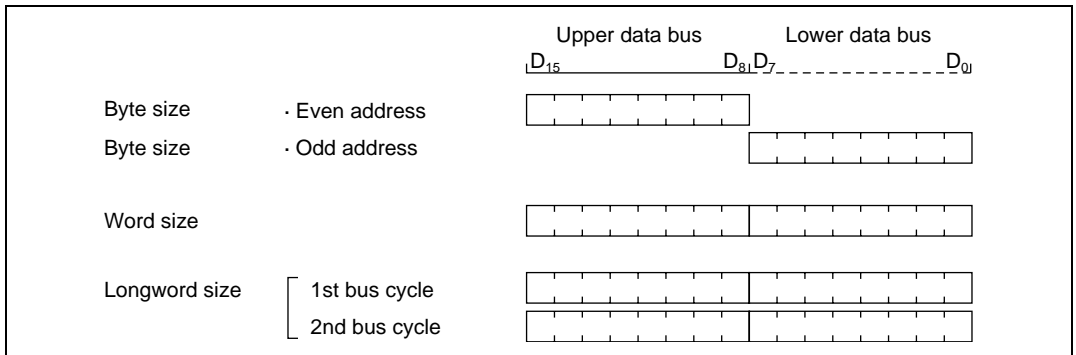 Upper data bus Lower data bus
D15 D8 D7 D0
Byte size · Even address
Byte size · Odd address
Word size
Longword size 1st bus cycle
2nd bus cycle